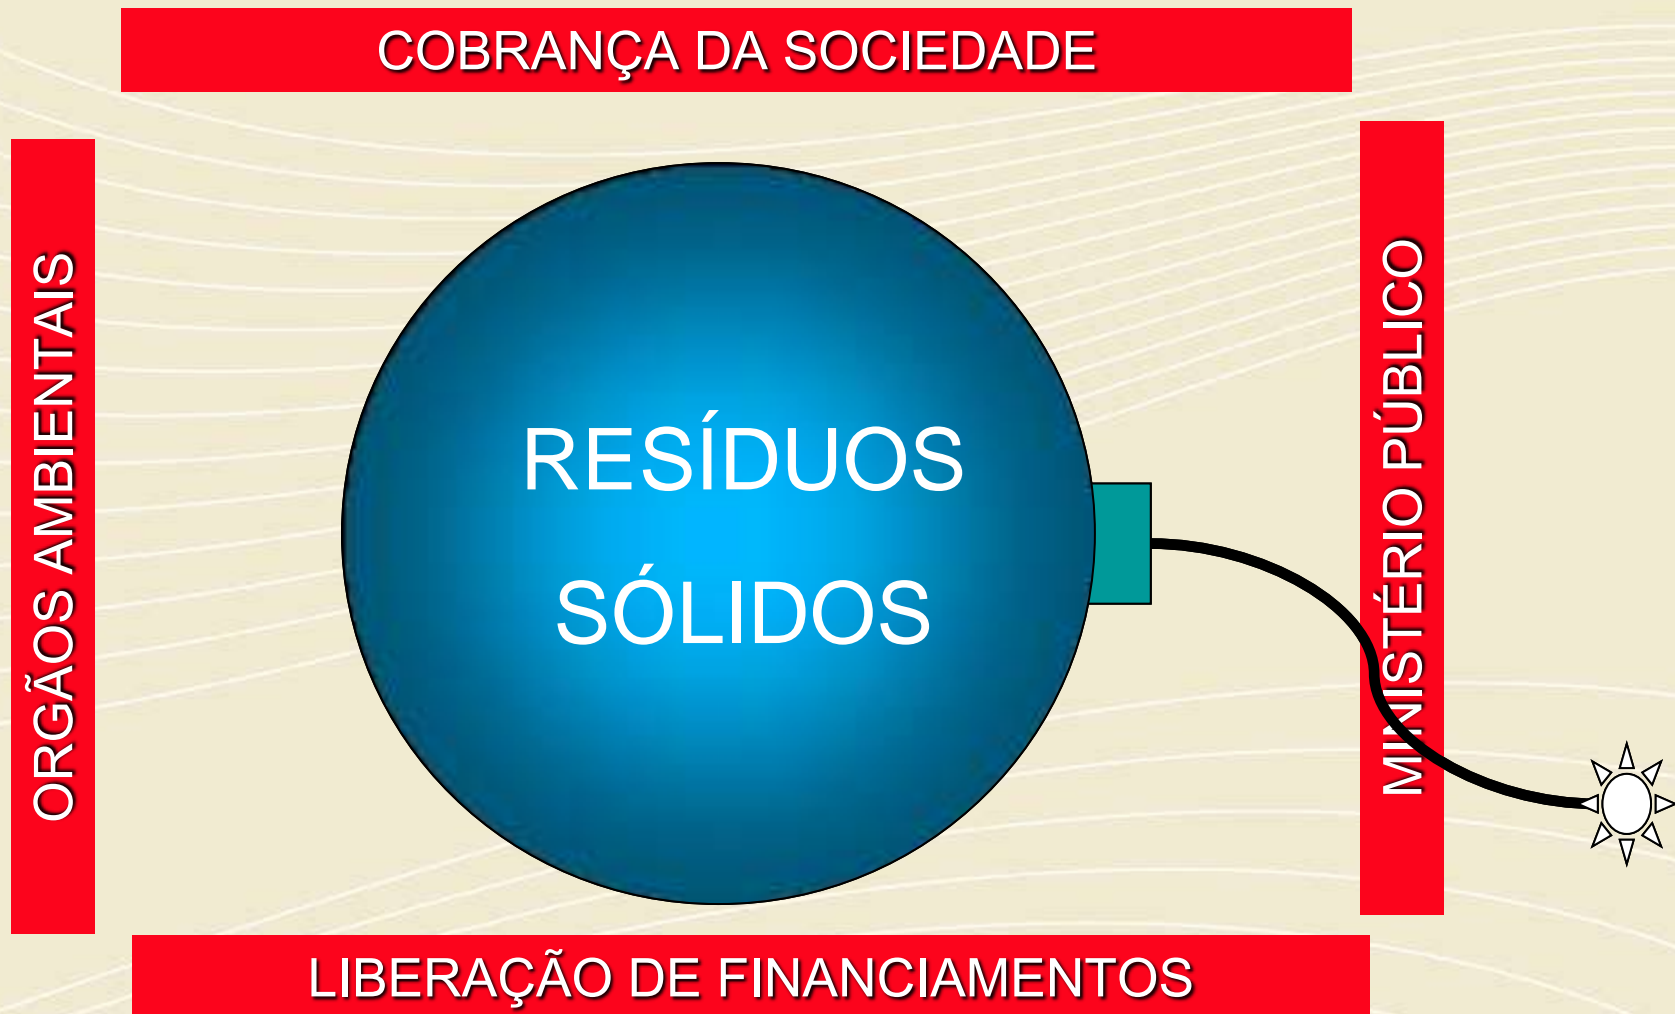 COBRANÇA DA SOCIEDADE
ORGÃOS AMBIENTAIS
RESÍDUOS
SÓLIDOS
MINISTÉRIO PÚBLICO
LIBERAÇÃO DE FINANCIAMENTOS